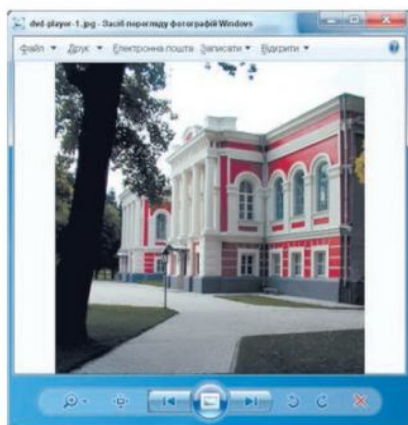 dvd-player-1.jpg - Засіб перегляду фотографій Windows
Файл Друк Електронна пошта Записати Відкрити